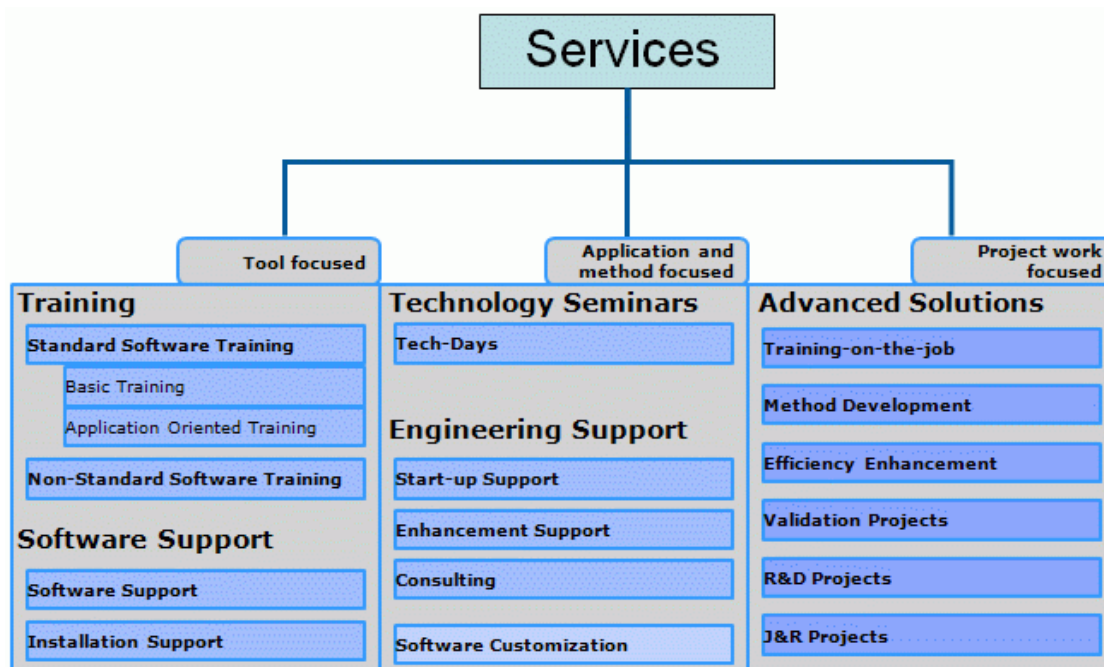 Services
Tool focused
Application and
method focused
Project work
focused
Training
Standard Software Training
Basic Training
Application Oriented Training
Non-Standard Software Training
Software Support
Software Support
Installation Support
Technology Seminars
Tech-Days
Engineering Support
Start-up Support
Enhancement Support
Consulting
Software Customization
Advanced Solutions
Training-on-the-job
Method Development
Efficiency Enhancement
Validation Projects
R&D Projects
J&R Projects